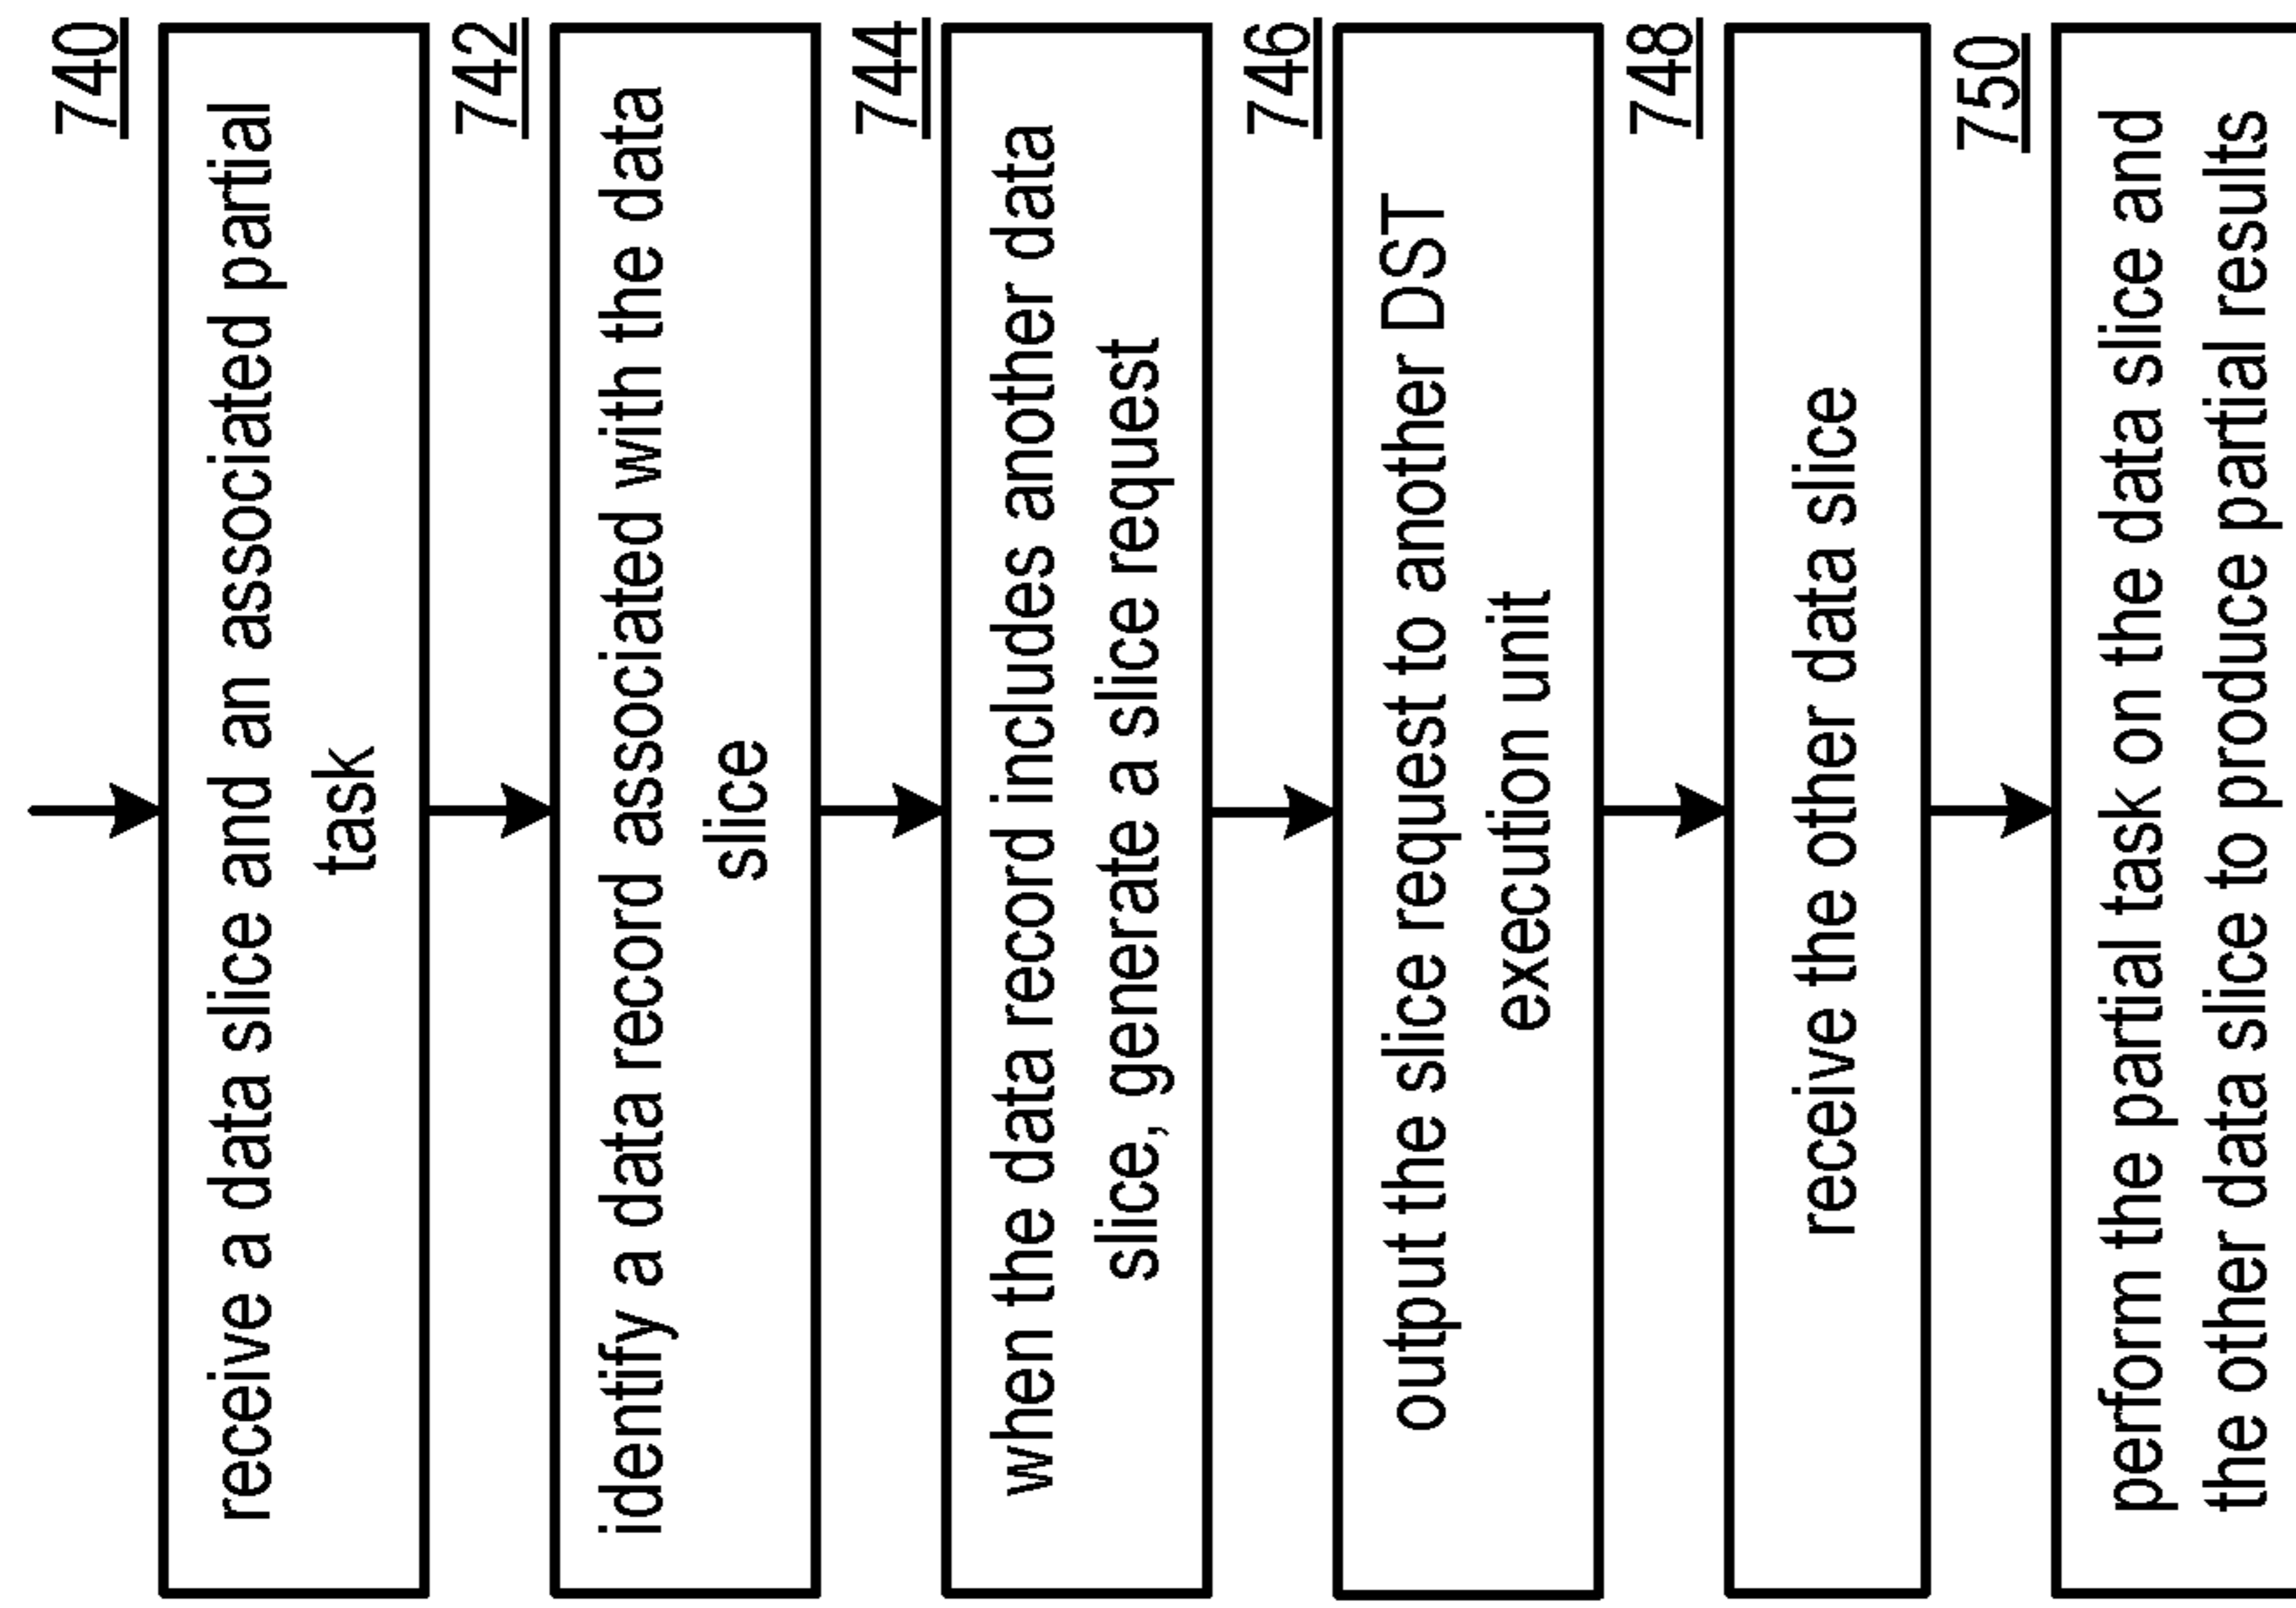 740
receive a data slice and an associated partial
task
742
identify a data record associated with the data
slice
744
when the data record includes another data
slice, generate a slice request
746
output the slice request to another DST
execution unit
748
receive the other data slice
750
perform the partial task on the data slice and
the other data slice to produce partial results